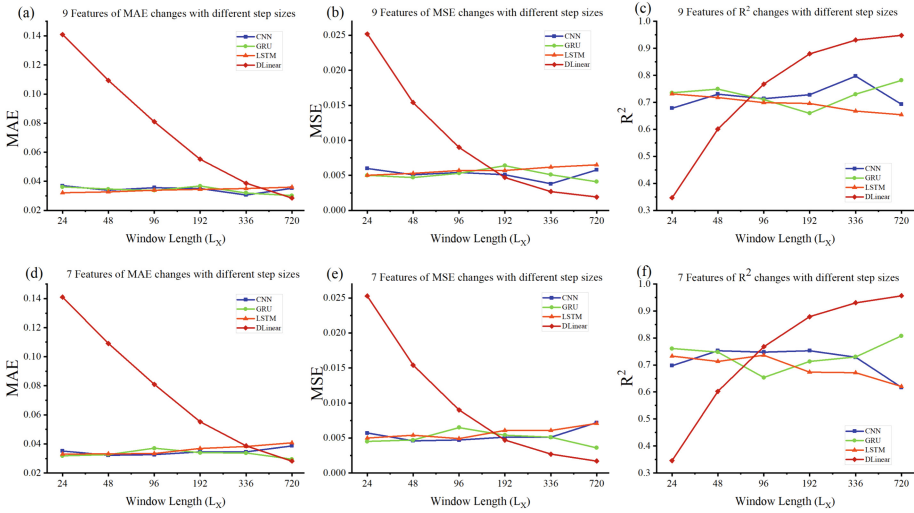 (a)
9 Features of MAE changes with different step sizes
MAE
0.14
0.12
0.10
0.08
0.06
0.04
0.02
CNN
GRU
LSTM
DLinear
24 48 96 192 336 720
Window Length (L_X)
(b)
9 Features of MSE changes with different step sizes
MSE
0.025
0.020
0.015
0.010
0.005
0.000
CNN
GRU
LSTM
DLinear
24 48 96 192 336 720
Window Length (L_X)
(c)
9 Features of R² changes with different step sizes
R²
1.0
0.9
0.8
0.7
0.6
0.5
0.4
0.3
CNN
GRU
LSTM
DLinear
24 48 96 192 336 720
Window Length (L_X)
(d)
7 Features of MAE changes with different step sizes
MAE
0.14
0.12
0.10
0.08
0.06
0.04
0.02
CNN
GRU
LSTM
DLinear
24 48 96 192 336 720
Window Length (L_X)
(e)
7 Features of MSE changes with different step sizes
MSE
0.025
0.020
0.015
0.010
0.005
0.000
CNN
GRU
LSTM
DLinear
24 48 96 192 336 720
Window Length (L_X)
(f)
7 Features of R² changes with different step sizes
R²
1.0
0.9
0.8
0.7
0.6
0.5
0.4
0.3
CNN
GRU
LSTM
DLinear
24 48 96 192 336 720
Window Length (L_X)